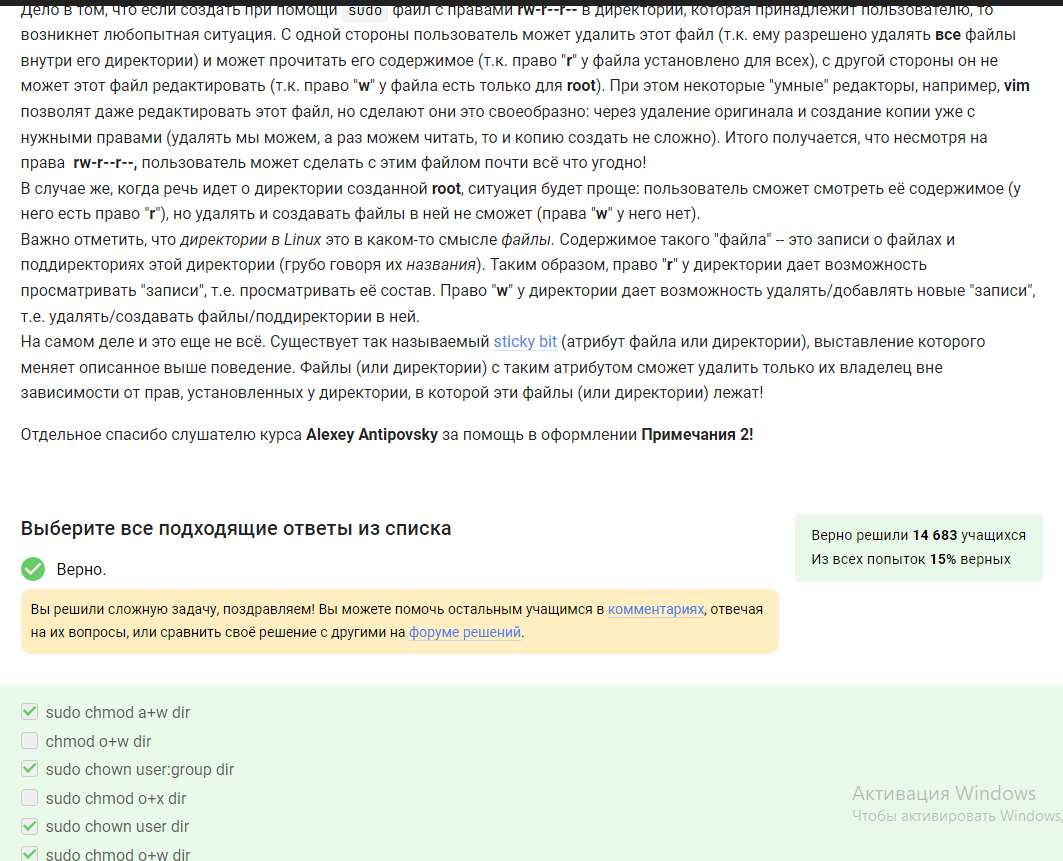 Дело в том, что если создать при помощи sudo файл с правами rw-r--r-- в директории, которая принадлежит пользователю, то
возникнет любопытная ситуация. С одной стороны пользователь может удалить этот файл (т.к. ему разрешено удалять все файлы
внутри его директории) и может прочитать его содержимое (т.к. право "r" у файла установлено для всех), с другой стороны он не
может этот файл редактировать (т.к. право "w" у файла есть только для root). При этом некоторые "умные" редакторы, например, vim
позволят даже редактировать этот файл, но сделают они это своеобразно: через удаление оригинала и создание копии уже с
нужными правами (удалять мы можем, а раз можем читать, то и копию создать не сложно). Итого получается, что несмотря на
права  rw-r--r--, пользователь может сделать с этим файлом почти всё что угодно!
В случае же, когда речь идет о директории созданной root, ситуация будет проще: пользователь сможет смотреть её содержимое (у
него есть право "r"), но удалять и создавать файлы в ней не сможет (права "w" у него нет).
Важно отметить, что директории в Linux это в каком-то смысле файлы. Содержимое такого "файла" -- это записи о файлах и
поддиректориях этой директории (грубо говоря их названия). Таким образом, право "r" у директории дает возможность
просматривать "записи", т.е. просматривать её состав. Право "w" у директории дает возможность удалять/добавлять новые "записи",
т.е. удалять/создавать файлы/поддиректории в ней.
На самом деле и это еще не всё. Существует так называемый sticky bit (атрибут файла или директории), выставление которого
меняет описанное выше поведение. Файлы (или директории) с таким атрибутом сможет удалить только их владелец вне
зависимости от прав, установленных у директории, в которой эти файлы (или директории) лежат!
Отдельное спасибо слушателю курса Alexey Antipovsky за помощь в оформлении Примечания 2!
Выберите все подходящие ответы из списка
Верно решили 14 683 учащихся
Из всех попыток 15% верных
Верно.
Вы решили сложную задачу, поздравляем! Вы можете помочь остальным учащимся в комментариях, отвечая
на их вопросы, или сравнить своё решение с другими на форуме решений.
sudo chmod a+w dir
chmod o+w dir
sudo chown user:group dir
sudo chmod o+x dir
sudo chown user dir
sudo chmod o+w dir
Активация Windows
Чтобы активировать Windows,